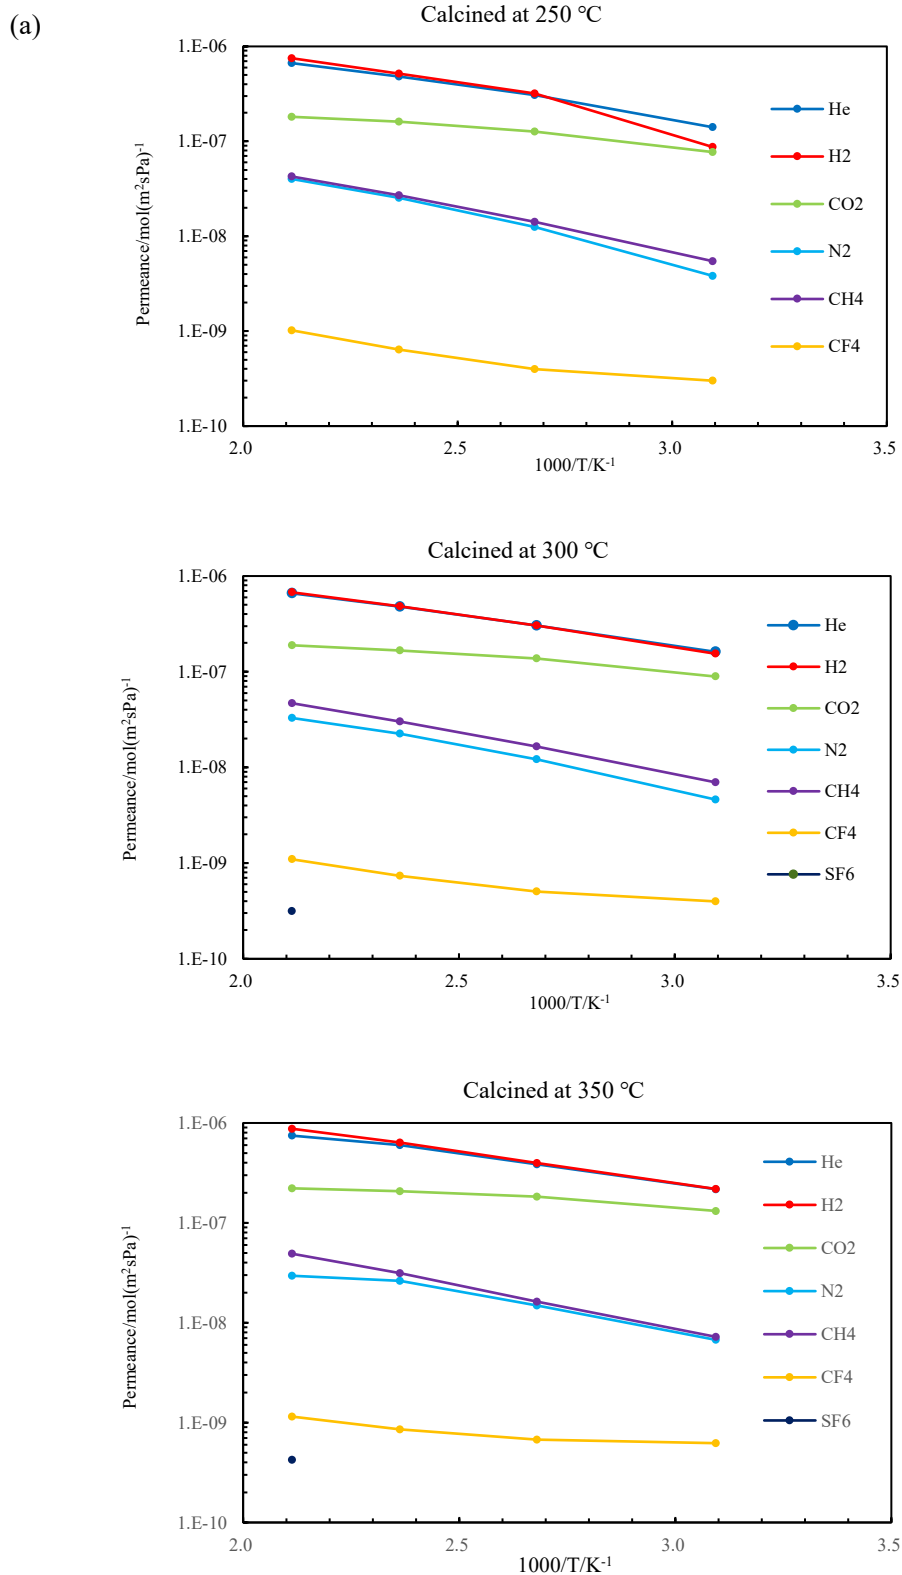 (a)
Calcined at 250 ℃
Permeance/mol(m²sPa)⁻¹
1.E-06
1.E-07
1.E-08
1.E-09
1.E-10
He
H2
CO2
N2
CH4
CF4
2.0 2.5 3.0 3.5
1000/T/K⁻¹
Calcined at 300 ℃
Permeance/mol(m²sPa)⁻¹
1.E-06
1.E-07
1.E-08
1.E-09
1.E-10
He
H2
CO2
N2
CH4
CF4
SF6
2.0 2.5 3.0 3.5
1000/T/K⁻¹
Calcined at 350 ℃
Permeance/mol(m²sPa)⁻¹
1.E-06
1.E-07
1.E-08
1.E-09
1.E-10
He
H2
CO2
N2
CH4
CF4
SF6
2.0 2.5 3.0 3.5
1000/T/K⁻¹